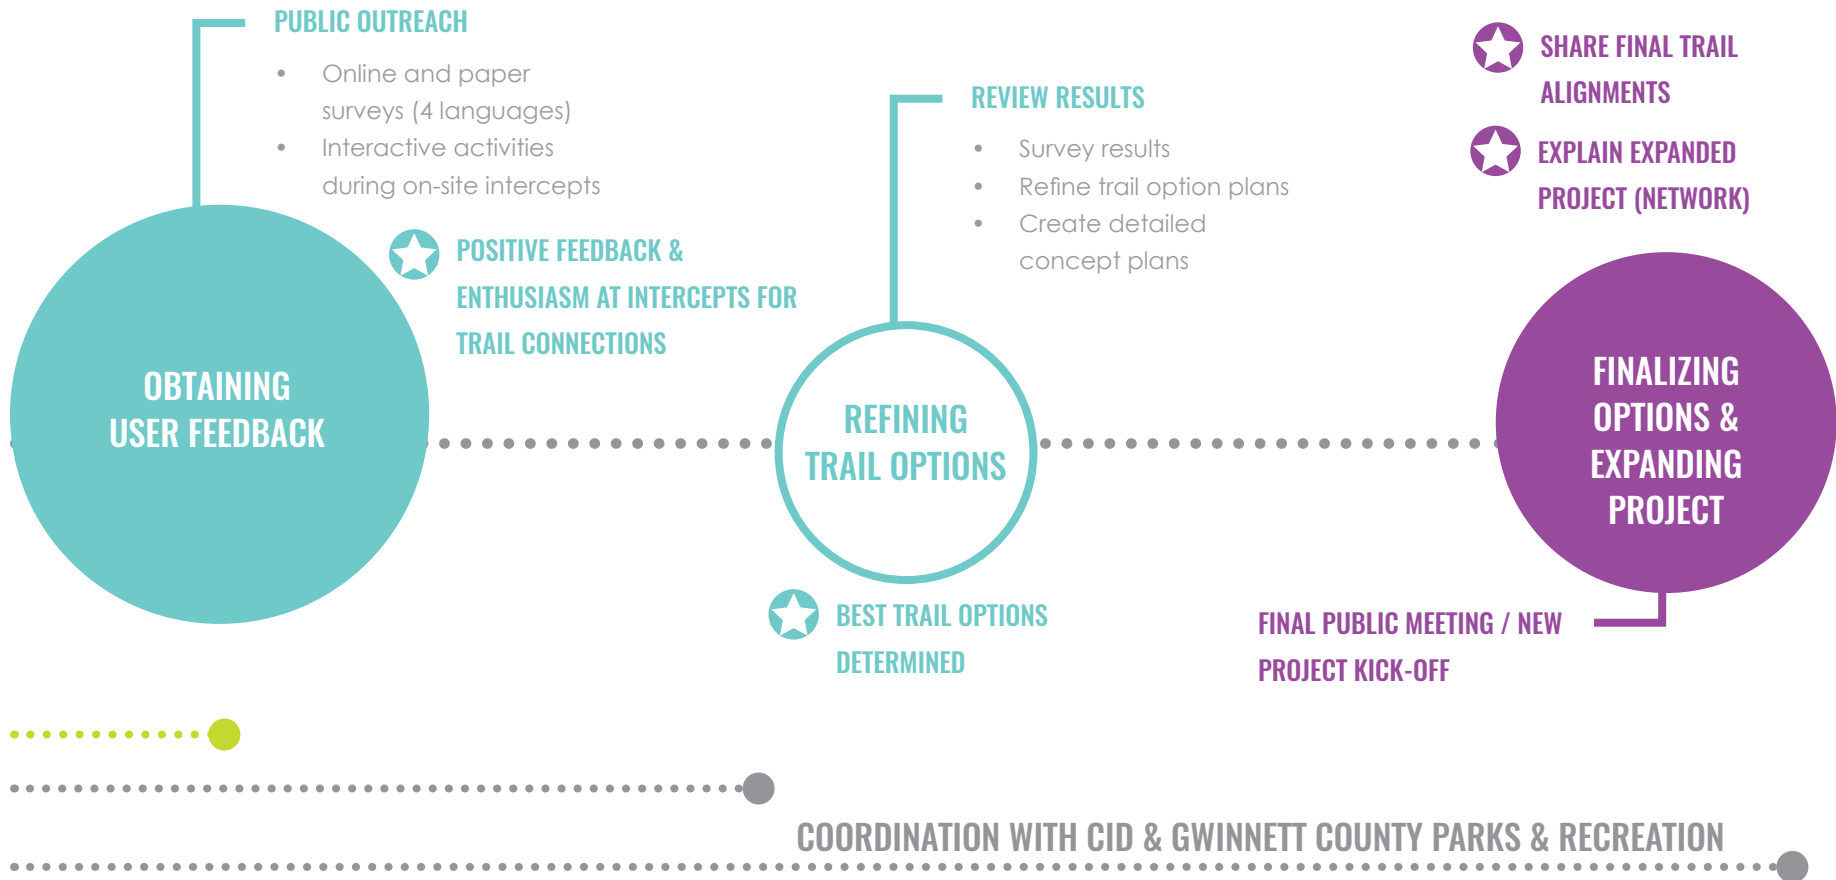 PUBLIC OUTREACH
• Online and paper
surveys (4 languages)
• Interactive activities
during on-site intercepts
POSITIVE FEEDBACK &
ENTHUSIASM AT INTERCEPTS FOR
TRAIL CONNECTIONS
OBTAINING
USER FEEDBACK
REVIEW RESULTS
• Survey results
• Refine trail option plans
• Create detailed
concept plans
REFINING
TRAIL OPTIONS
BEST TRAIL OPTIONS
DETERMINED
SHARE FINAL TRAIL
ALIGNMENTS
EXPLAIN EXPANDED
PROJECT (NETWORK)
FINALIZING
OPTIONS &
EXPANDING
PROJECT
FINAL PUBLIC MEETING / NEW
PROJECT KICK-OFF
COORDINATION WITH CID & GWINNETT COUNTY PARKS & RECREATION